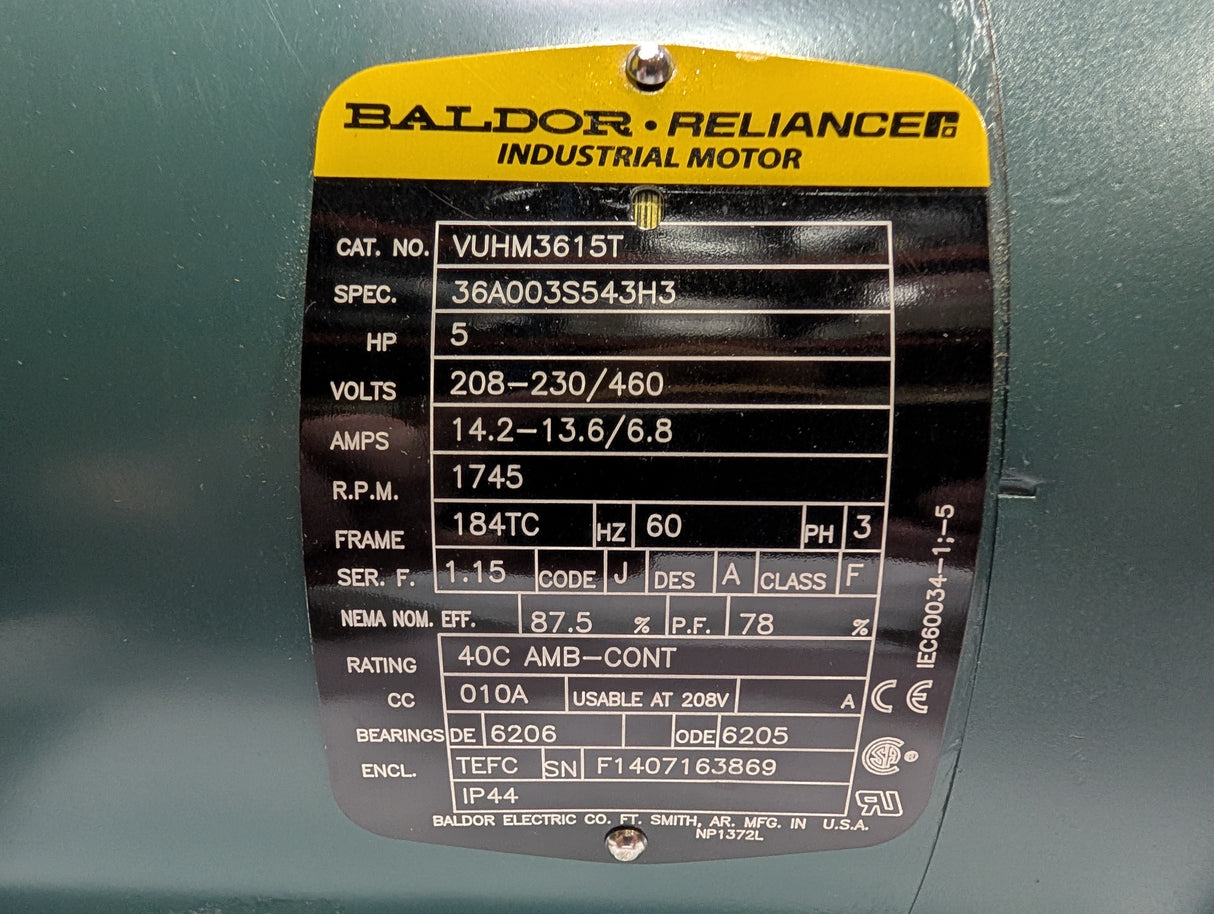 BALDOR • RELIANCE
INDUSTRIAL MOTOR
CAT. NO. VUHM3615T
SPEC. 36A003S543H3
HP 5
VOLTS 208-230/460
AMPS 14.2-13.6/6.8
R.P.M. 1745
FRAME 184TC HZ 60 PH 3
SER. F. 1.15 CODE J DES A CLASS F
NEMA NOM. EFF. 87.5 % P.F. 78 %
RATING 40C AMB-CONT
CC 010A USABLE AT 208V A
BEARINGS DE 6206 ODE 6205
ENCL. TEFC SN F1407163869
IP44
BALDOR ELECTRIC CO. FT. SMITH, AR. MFG. IN U.S.A.
NP1372L
IEC60034-1;-5
CE
CSA